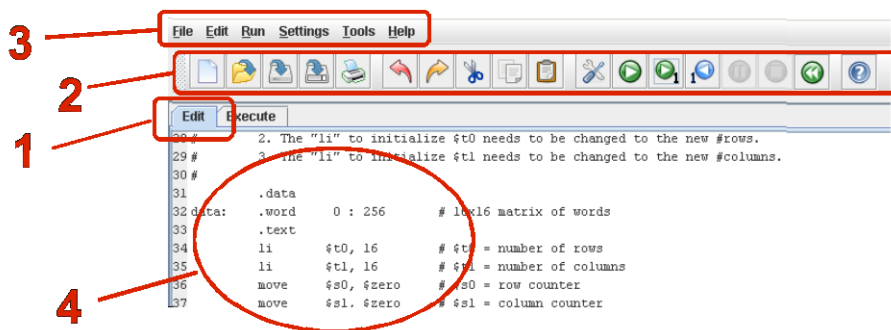 3
File Edit Run Settings Tools Help
2
1 1
1
Edit Execute
28 # 2. The "li" to initialize $t0 needs to be changed to the new #rows.
29 # 3. The "li" to initialize $t1 needs to be changed to the new #columns.
30 #
31 .data
32 data: .word 0 : 256 # 16x16 matrix of words
33 .text
34 li $t0, 16 # $t0 = number of rows
35 li $t1, 16 # $t1 = number of columns
36 move $s0, $zero # $s0 = row counter
37 move $s1, $zero # $s1 = column counter
4